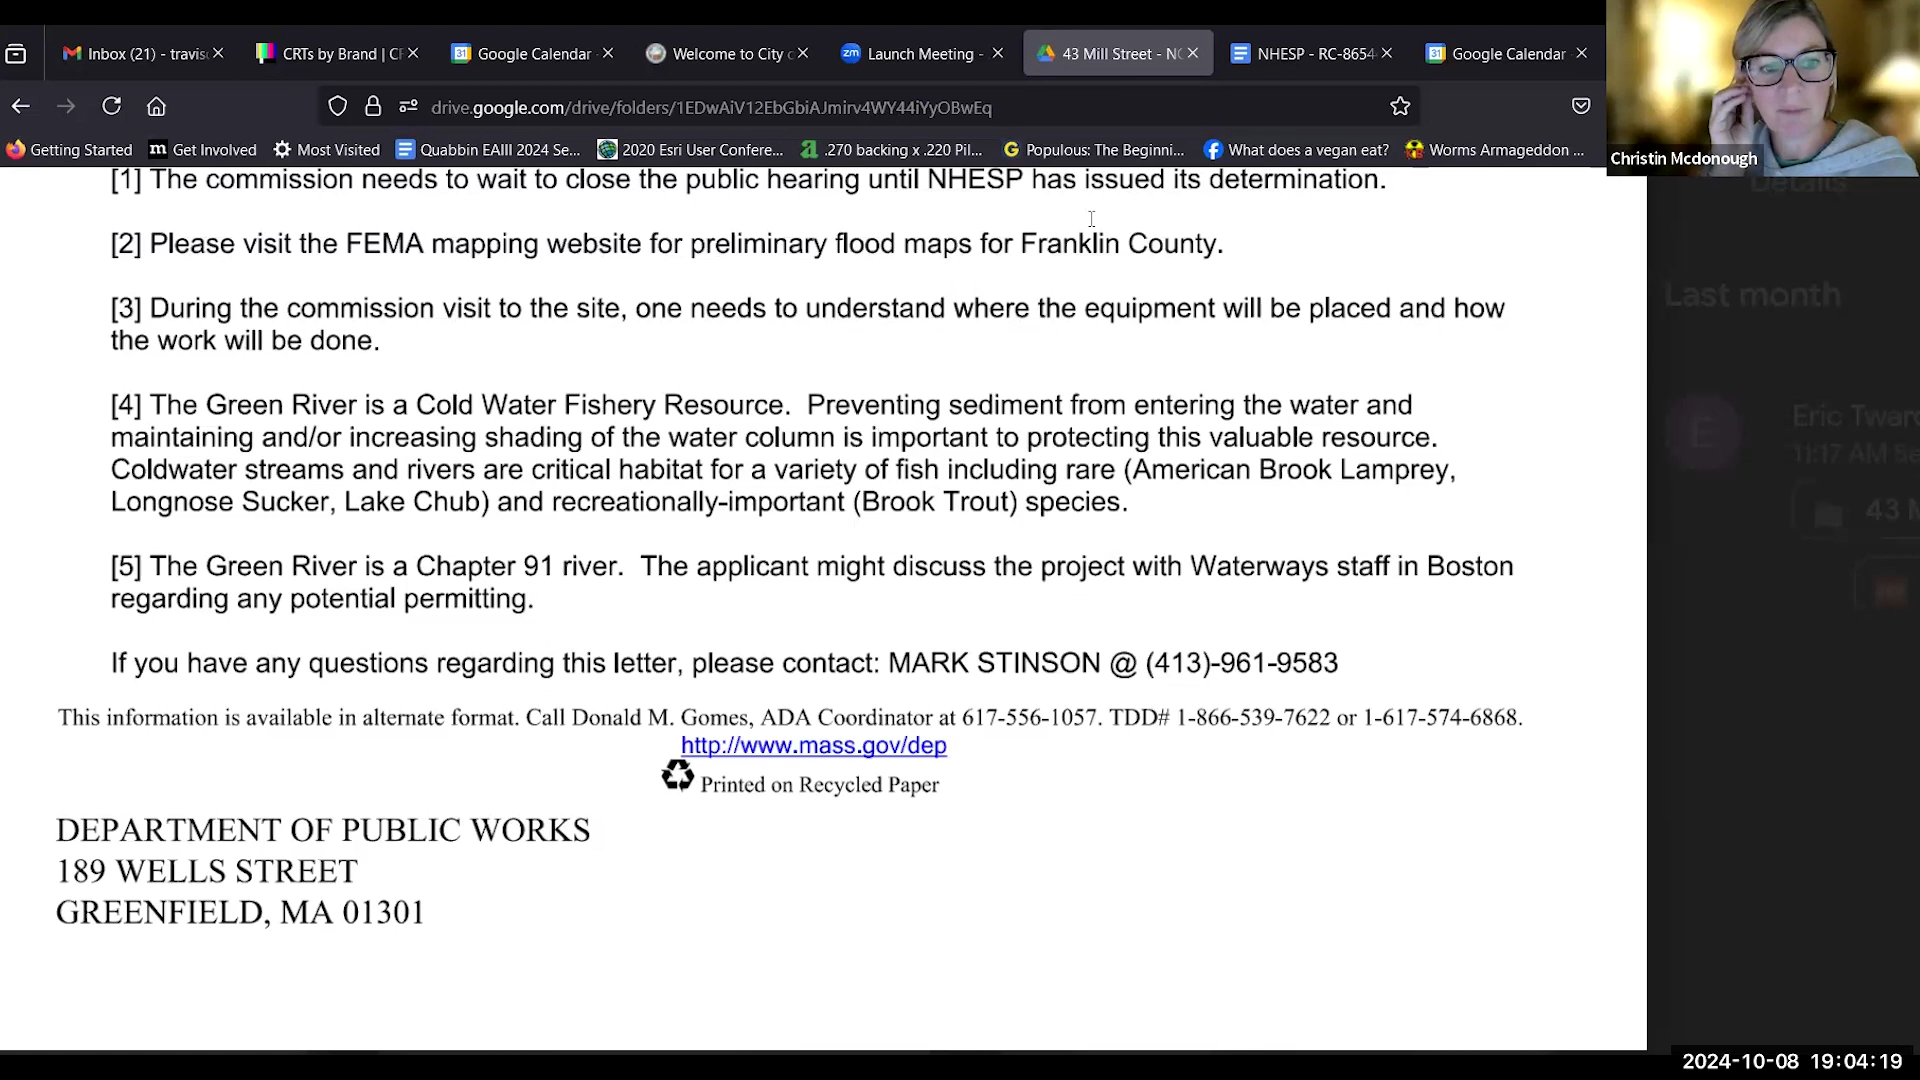 Inbox (21) - travis
CRTs by Brand | CF
Google Calendar -
Welcome to City
Launch Meeting -
43 Mill Street - NO
NHESP - RC-8654
Google Calendar
drive.google.com/drive/folders/1EDwAiV12EbGbiAJmirv4WY44iYyOBwEq
Getting Started
Get Involved
Most Visited
Quabbin EAIII 2024 Se...
2020 Esri User Confere...
.270 backing x .220 Pil...
Populous: The Beginni...
What does a vegan eat?
Worms Armageddon ...
Christin Mcdonough
Details
[1] The commission needs to wait to close the public hearing until NHESP has issued its determination.
[2] Please visit the FEMA mapping website for preliminary flood maps for Franklin County.
Last month
[3] During the commission visit to the site, one needs to understand where the equipment will be placed and how
the work will be done.
[4] The Green River is a Cold Water Fishery Resource.  Preventing sediment from entering the water and
maintaining and/or increasing shading of the water column is important to protecting this valuable resource.
Coldwater streams and rivers are critical habitat for a variety of fish including rare (American Brook Lamprey,
Longnose Sucker, Lake Chub) and recreationally-important (Brook Trout) species.
E
Eric Twar
11:17 AM Se
43 M
[5] The Green River is a Chapter 91 river.  The applicant might discuss the project with Waterways staff in Boston
regarding any potential permitting.
If you have any questions regarding this letter, please contact: MARK STINSON @ (413)-961-9583
This information is available in alternate format. Call Donald M. Gomes, ADA Coordinator at 617-556-1057. TDD# 1-866-539-7622 or 1-617-574-6868.
http://www.mass.gov/dep
Printed on Recycled Paper
DEPARTMENT OF PUBLIC WORKS
189 WELLS STREET
GREENFIELD, MA 01301
2024-10-08 19:04:19